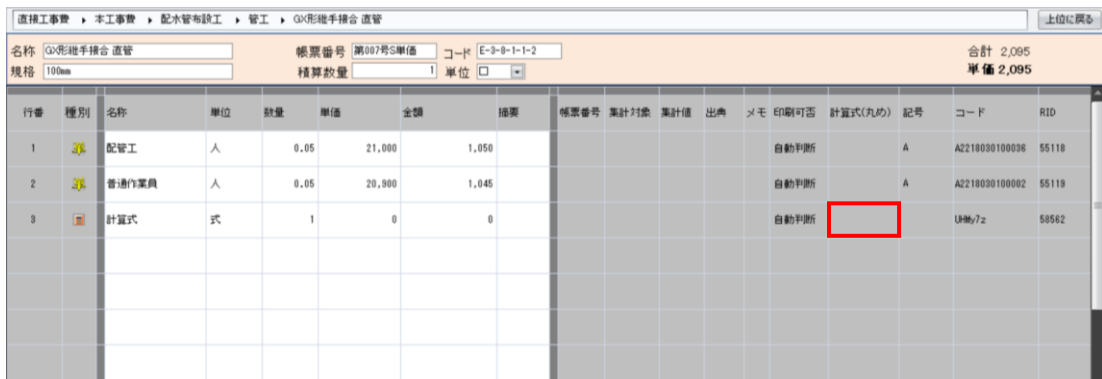 直接工事費 ▸ 本工事費 ▸ 配水管布設工 ▸ 管工 ▸ GX形継手接合 直管 上位に戻る
名称 GX形継手接合 直管 帳票番号 第007号S単価 コード E-3-8-1-1-2 合計 2,095
規格 100mm 積算数量 1 単位 口 単価 2,095
行番 種別 名称 単位 数量 単価 金額 摘要 帳票番号 集計対象 集計値 出典 メモ 印刷可否 計算式(丸め) 記号 コード RID
1 配管工 人 0.05 21,000 1,050 自動判断 A A2218030100036 55118
2 普通作業員 人 0.05 20,900 1,045 自動判断 A A2218030100002 55119
3 計算式 式 1 0 0 自動判断 58562